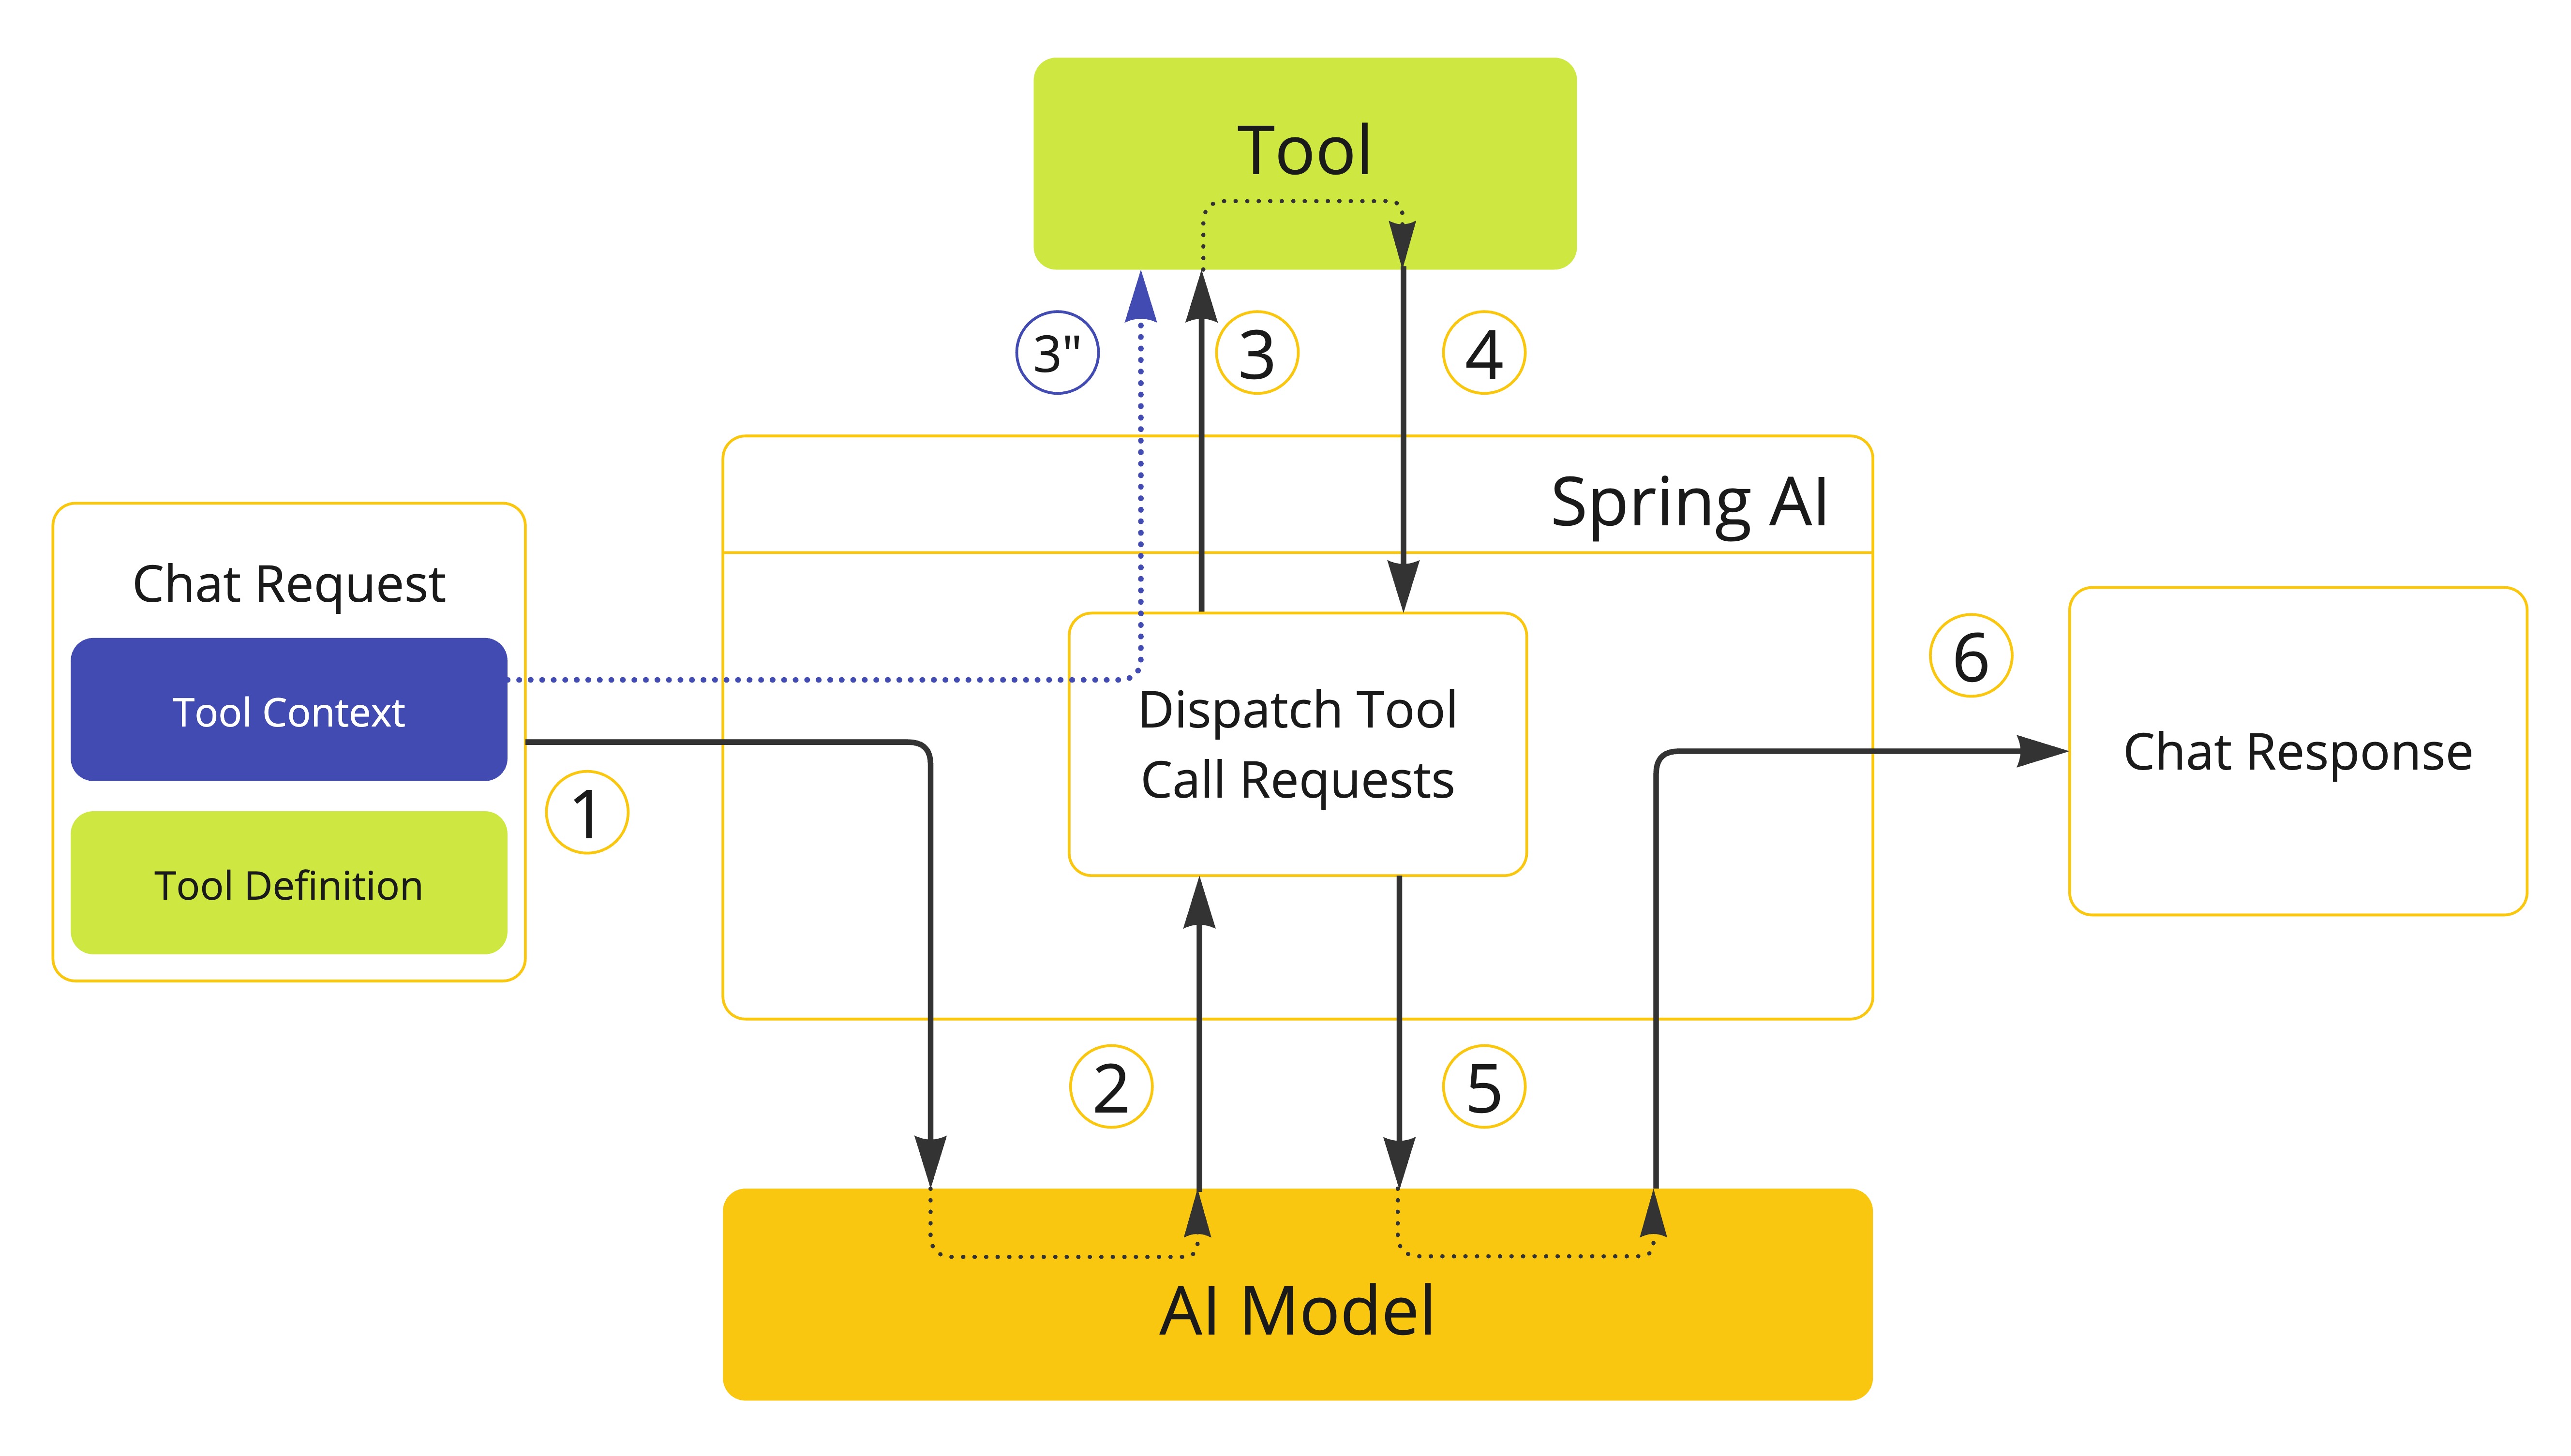 Tool
3"
3
4
Spring AI
Chat Request
Tool Context
Tool Definition
1
Dispatch Tool
Call Requests
6
Chat Response
2
5
AI Model